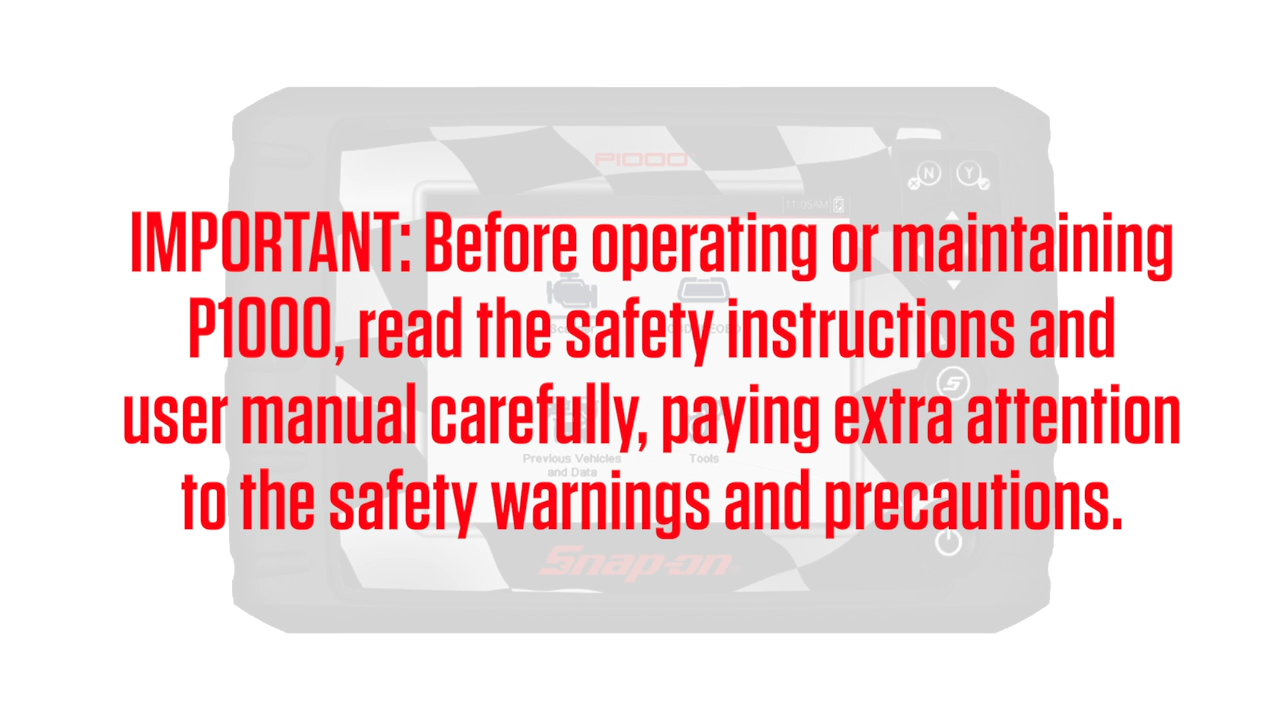 P1000
N Y
11:05AM
IMPORTANT: Before operating or maintaining
P1000, read the safety instructions and
user manual carefully, paying extra attention
to the safety warnings and precautions.
Previous Vehicles
and Data
Tools
Snap-on